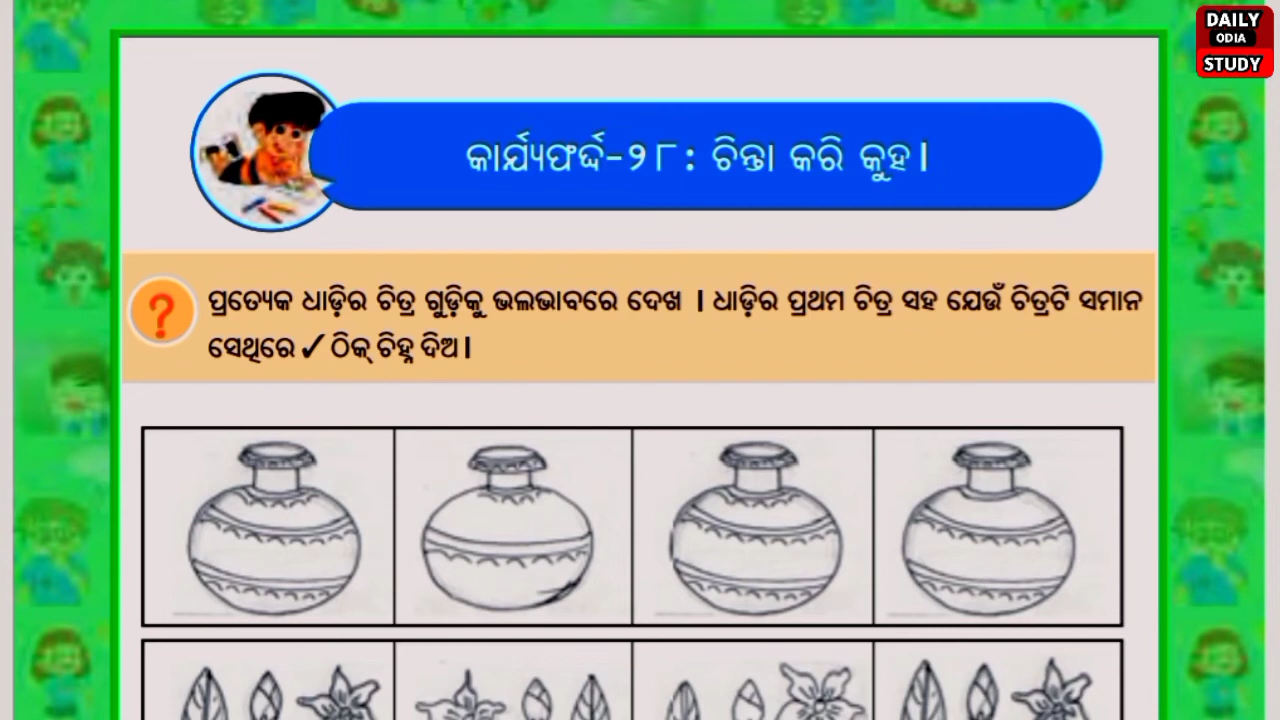 DAILY
ODIA
STUDY
କାର୍ଯ୍ୟଫର୍ଦ୍ଦ-୨୮: ଚିନ୍ତା କରି କୁହ।
?
ପ୍ରତ୍ୟେକ ଧାଡ଼ିର ଚିତ୍ର ଗୁଡ଼ିକୁ ଭଲଭାବରେ ଦେଖ । ଧାଡ଼ିର ପ୍ରଥମ ଚିତ୍ର ସହ ଯେଉଁ ଚିତ୍ରଟି ସମାନ
ସେଥିରେ ✓ ଠିକ୍ ଚିହ୍ନ ଦିଅ।